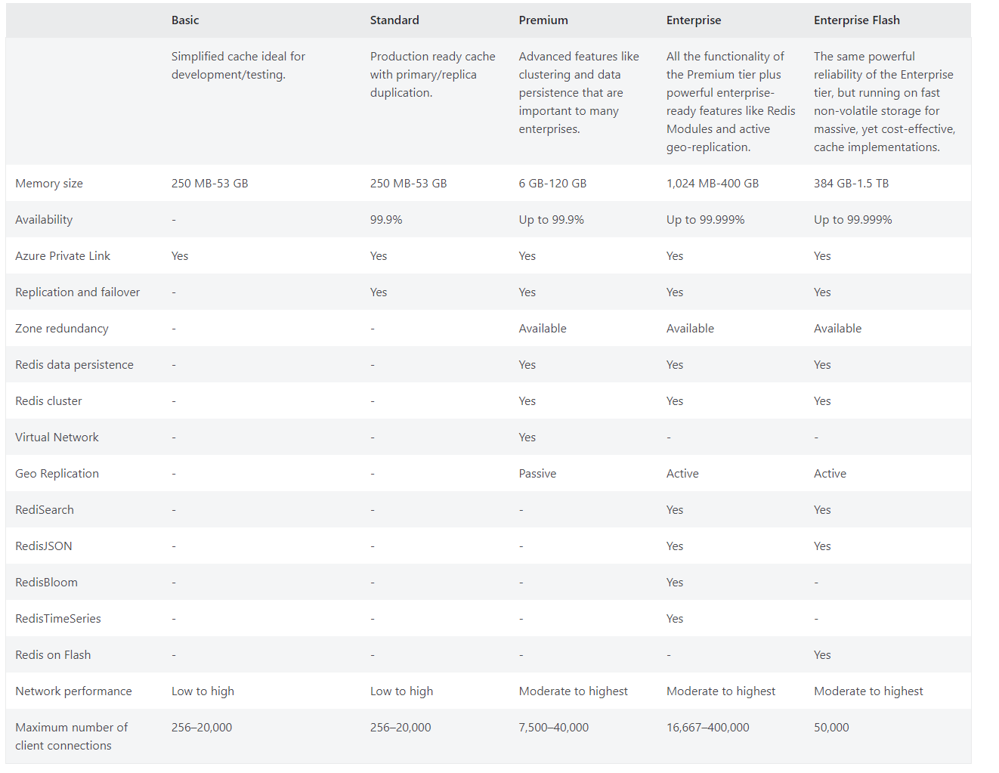 Basic Standard Premium Enterprise Enterprise Flash
Simplified cache ideal for
development/testing.
Production ready cache
with primary/replica
duplication.
Advanced features like
clustering and data
persistence that are
important to many
enterprises.
All the functionality of
the Premium tier plus
powerful enterprise-
ready features like Redis
Modules and active
geo-replication.
The same powerful
reliability of the Enterprise
tier, but running on fast
non-volatile storage for
massive, yet cost-effective,
cache implementations.
Memory size 250 MB-53 GB 250 MB-53 GB 6 GB-120 GB 1,024 MB-400 GB 384 GB-1.5 TB
Availability - 99.9% Up to 99.9% Up to 99.999% Up to 99.999%
Azure Private Link Yes Yes Yes Yes Yes
Replication and failover - Yes Yes Yes Yes
Zone redundancy - - Available Available Available
Redis data persistence - - Yes Yes Yes
Redis cluster - - Yes Yes Yes
Virtual Network - - Yes - -
Geo Replication - - Passive Active Active
RediSearch - - - Yes Yes
RedisJSON - - - Yes Yes
RedisBloom - - - Yes -
RedisTimeSeries - - - Yes -
Redis on Flash - - - - Yes
Network performance Low to high Low to high Moderate to highest Moderate to highest Moderate to highest
Maximum number of
client connections
256–20,000 256–20,000 7,500–40,000 16,667–400,000 50,000